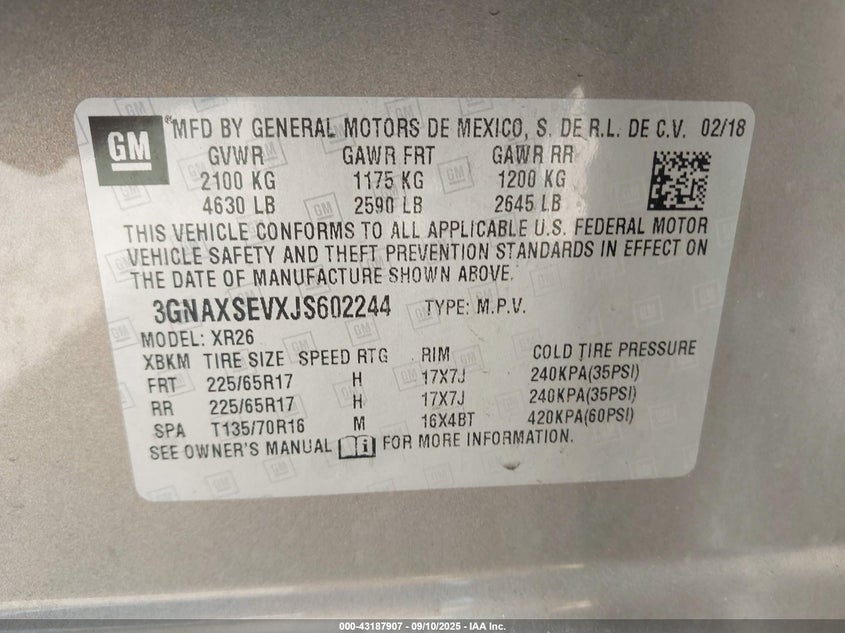 GM
® MFD BY GENERAL MOTORS DE MEXICO, S. DE R.L. DE C.V. 02/18
GVWR GAWR FRT GAWR RR
2100 KG 1175 KG 1200 KG
4630 LB 2590 LB 2645 LB
THIS VEHICLE CONFORMS TO ALL APPLICABLE U.S. FEDERAL MOTOR
VEHICLE SAFETY AND THEFT PREVENTION STANDARDS IN EFFECT ON
THE DATE OF MANUFACTURE SHOWN ABOVE.
3GNAXSEVXJS602244 TYPE: M.P.V.
MODEL: XR26
XBKM TIRE SIZE SPEED RTG RIM COLD TIRE PRESSURE
FRT 225/65R17 H 17X7J 240KPA(35PSI)
RR 225/65R17 H 17X7J 240KPA(35PSI)
SPA T135/70R16 M 16X4BT 420KPA(60PSI)
SEE OWNER'S MANUAL i FOR MORE INFORMATION.
000-43187907 - 09/10/2025 - IAA Inc.